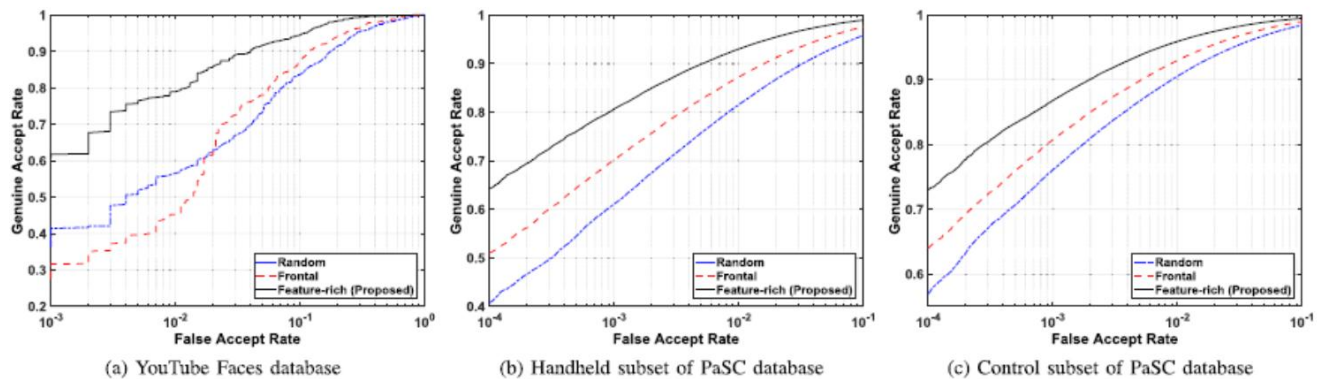 1
0.9
0.8
0.7
0.6
0.5
0.4
0.3
0.2
Genuine Accept Rate
Random
Frontal
Feature-rich (Proposed)
10-3 10-2 10-1 100
False Accept Rate
(a) YouTube Faces database
1
0.9
0.8
0.7
0.6
0.5
0.4
Genuine Accept Rate
Random
Frontal
Feature-rich (Proposed)
10-4 10-3 10-2 10-1
False Accept Rate
(b) Handheld subset of PaSC database
1
0.9
0.8
0.7
0.6
Genuine Accept Rate
Random
Frontal
Feature-rich (Proposed)
10-4 10-3 10-2 10-1
False Accept Rate
(c) Control subset of PaSC database